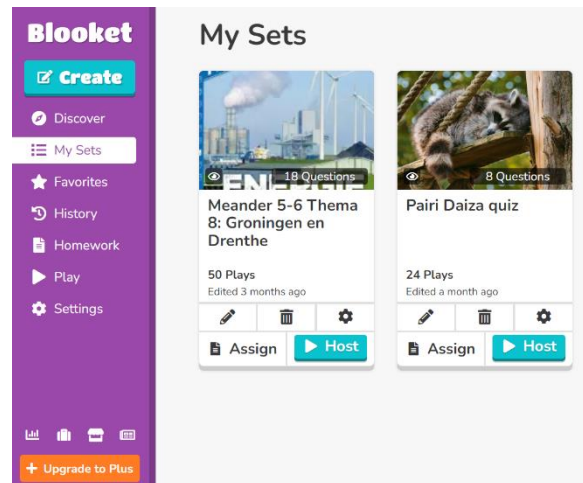 Blooket
Create
Discover
My Sets
Favorites
History
Homework
Play
Settings
Upgrade to Plus
My Sets
ENERGIE
18 Questions
Meander 5-6 Thema
8: Groningen en
Drenthe
50 Plays
Edited 3 months ago
Assign
Host
8 Questions
Pairi Daiza quiz
24 Plays
Edited a month ago
Assign
Host